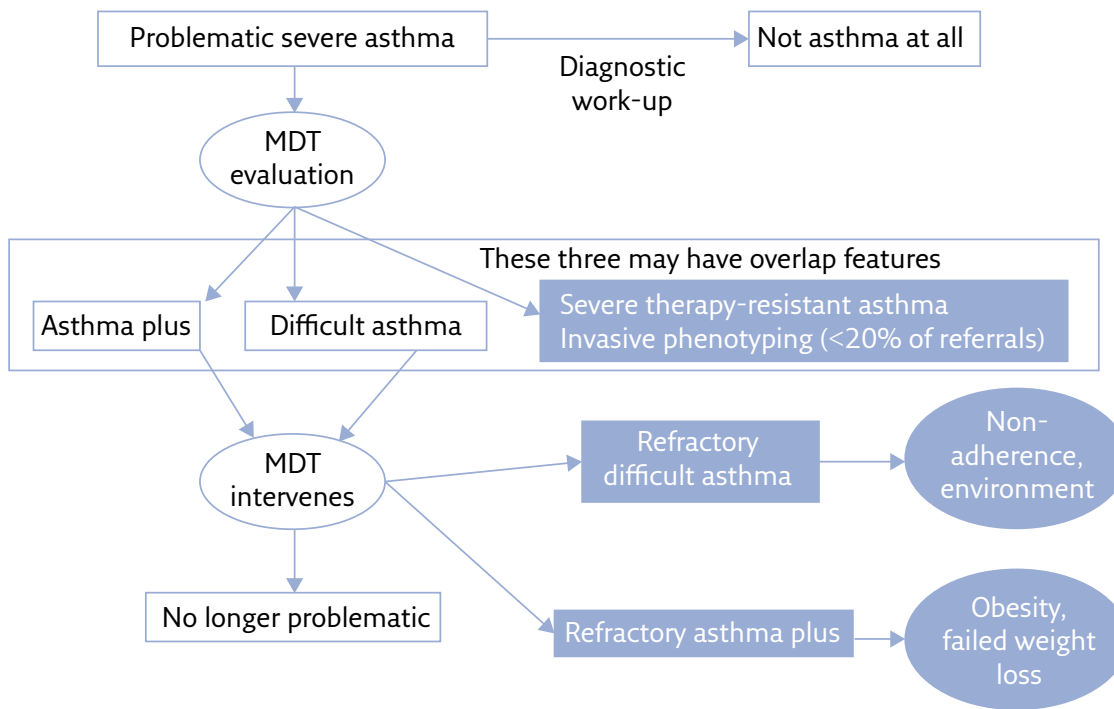 Problematic severe asthma
Not asthma at all
Diagnostic
work-up
MDT
evaluation
These three may have overlap features
Asthma plus
Difficult asthma
Severe therapy-resistant asthma
Invasive phenotyping (<20% of referrals)
MDT
intervenes
Refractory
difficult asthma
Non-
adherence,
environment
No longer problematic
Refractory asthma plus
Obesity,
failed weight
loss